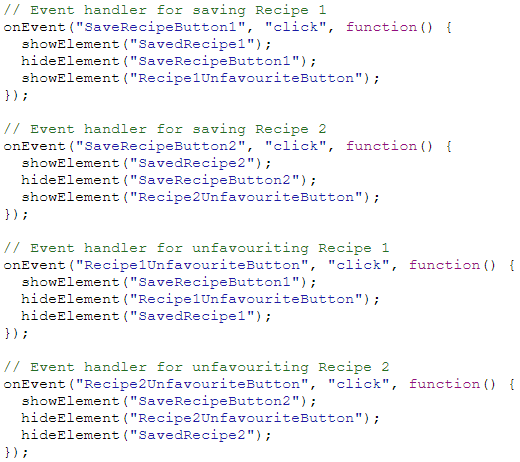 // Event handler for saving Recipe 1
onEvent("SaveRecipeButton1", "click", function() {
  showElement("SavedRecipe1");
  hideElement("SaveRecipeButton1");
  showElement("Recipe1UnfavouriteButton");
});

// Event handler for saving Recipe 2
onEvent("SaveRecipeButton2", "click", function() {
  showElement("SavedRecipe2");
  hideElement("SaveRecipeButton2");
  showElement("Recipe2UnfavouriteButton");
});

// Event handler for unfavouriting Recipe 1
onEvent("Recipe1UnfavouriteButton", "click", function() {
  showElement("SaveRecipeButton1");
  hideElement("Recipe1UnfavouriteButton");
  hideElement("SavedRecipe1");
});

// Event handler for unfavouriting Recipe 2
onEvent("Recipe2UnfavouriteButton", "click", function() {
  showElement("SaveRecipeButton2");
  hideElement("Recipe2UnfavouriteButton");
  hideElement("SavedRecipe2");
});